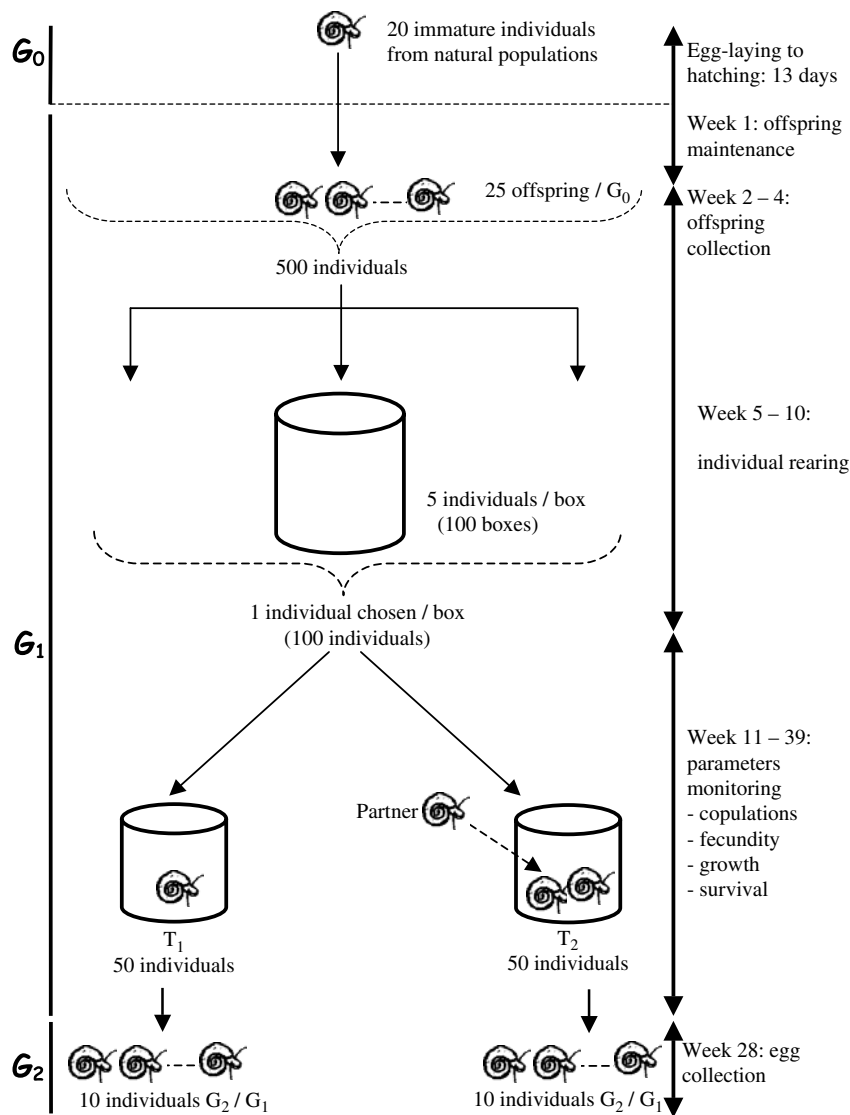 G₀
20 immature individuals
from natural populations
Egg-laying to
hatching: 13 days
Week 1: offspring
maintenance
25 offspring / G₀
Week 2 – 4:
offspring
collection
500 individuals
Week 5 – 10:
individual rearing
5 individuals / box
(100 boxes)
G₁
1 individual chosen / box
(100 individuals)
Week 11 – 39:
parameters
monitoring
- copulations
- fecundity
- growth
- survival
Partner
T₁
50 individuals
T₂
50 individuals
G₂
10 individuals G₂ / G₁
10 individuals G₂ / G₁
Week 28: egg
collection